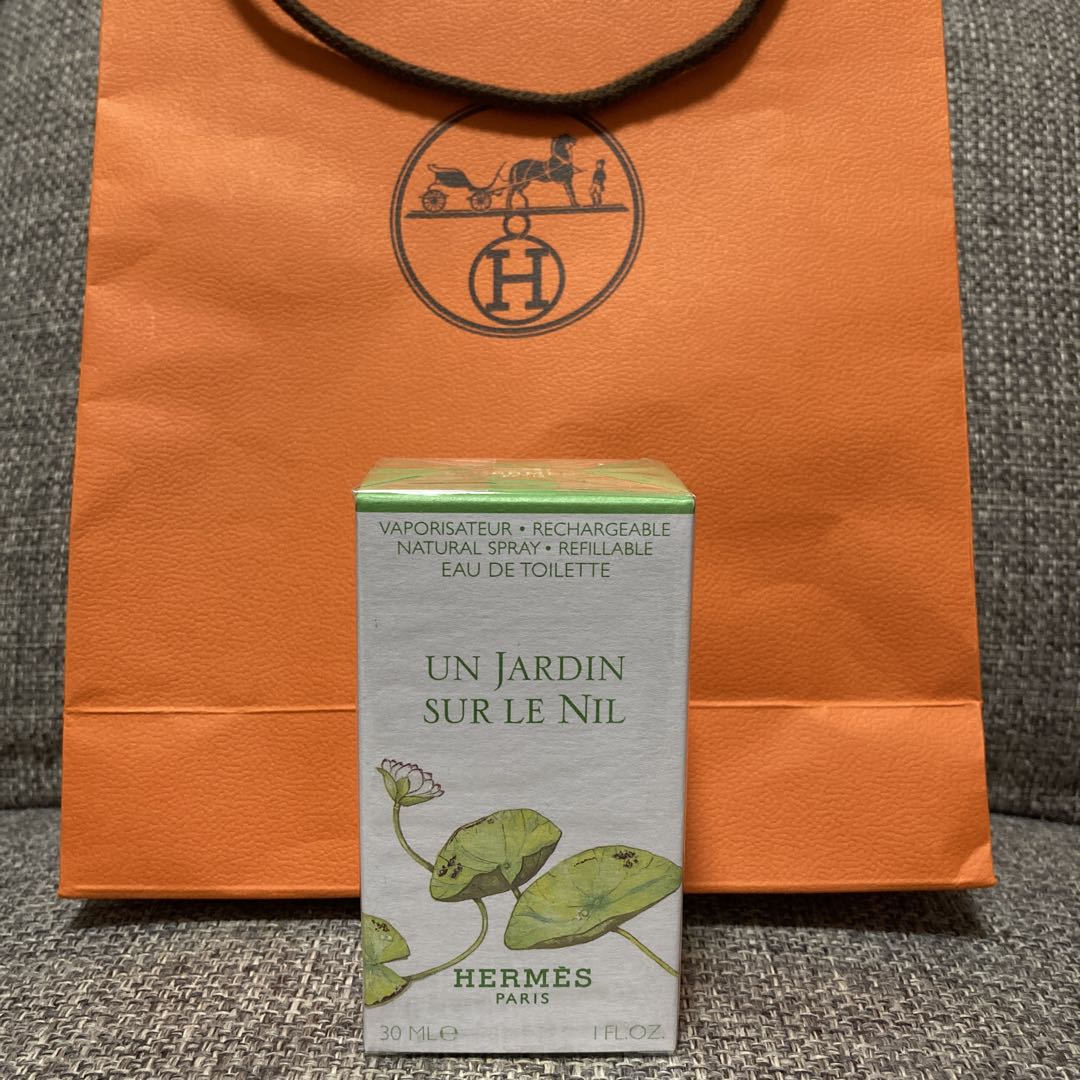 H
VAPORISATEUR • RECHARGEABLE
NATURAL SPRAY • REFILLABLE
EAU DE TOILETTE
UN JARDIN
SUR LE NIL
HERMÈS
PARIS
30 ML℮ 1 FL.OZ.